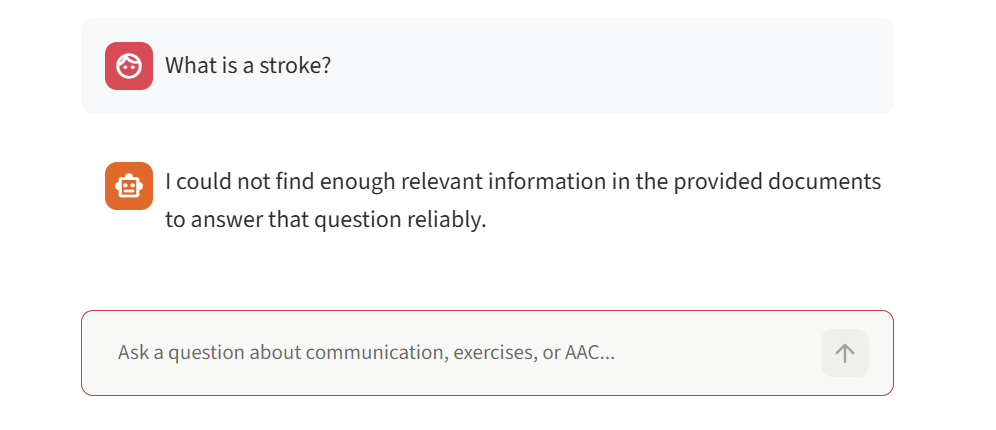 What is a stroke?
I could not find enough relevant information in the provided documents
to answer that question reliably.
Ask a question about communication, exercises, or AAC...